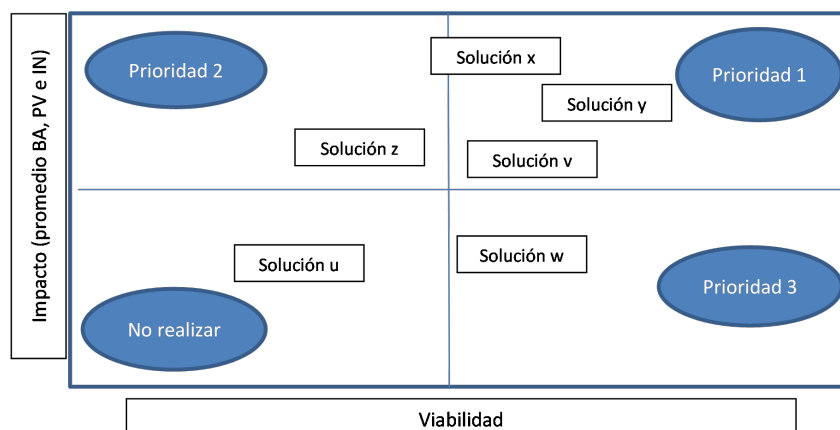 Impacto (promedio BA, PV e IN)
Prioridad 2
Solución x
Prioridad 1
Solución y
Solución z
Solución v
Solución u
Solución w
Prioridad 3
No realizar
Viabilidad